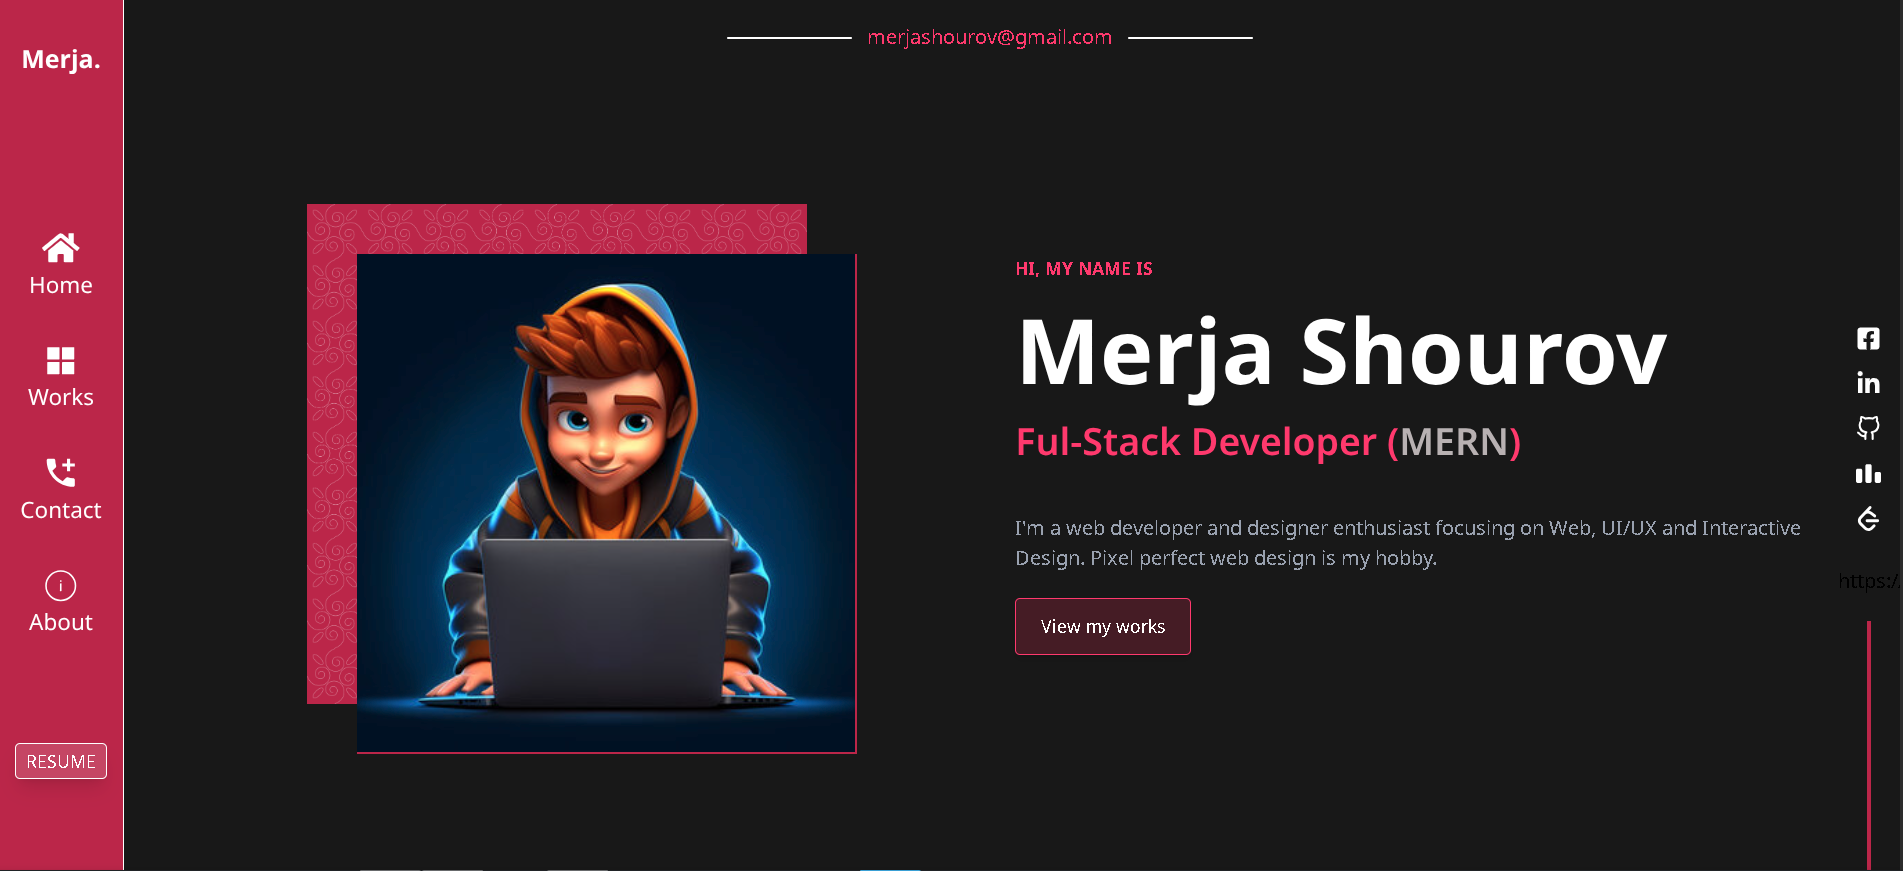 Merja.
merjashourov@gmail.com
Home
Works
Contact
About
RESUME
HI, MY NAME IS
Merja Shourov
Ful-Stack Developer (MERN)
I'm a web developer and designer enthusiast focusing on Web, UI/UX and Interactive
Design. Pixel perfect web design is my hobby.
View my works
https:/